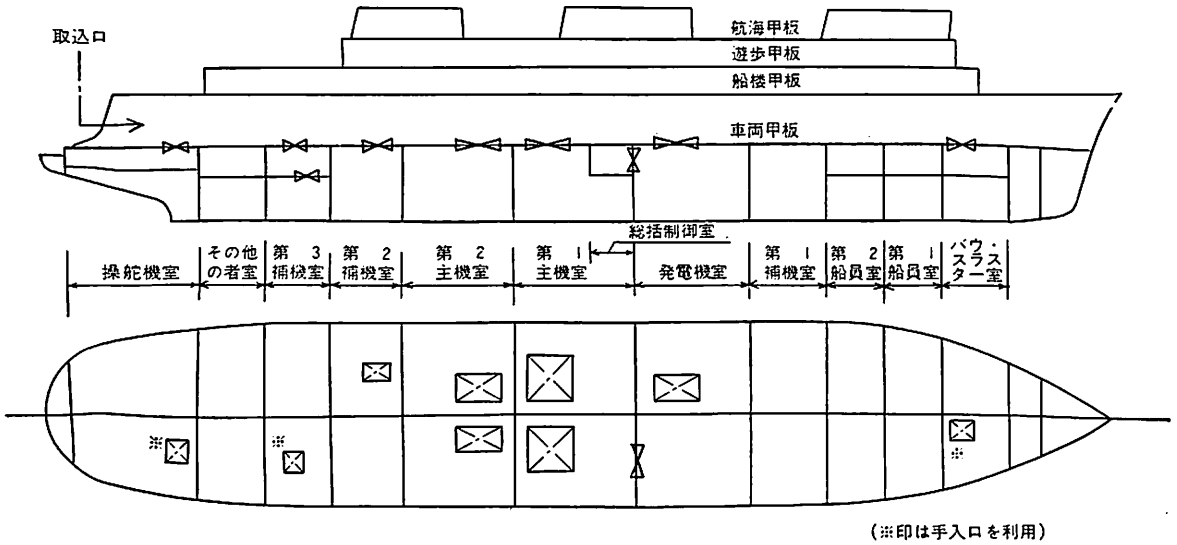 航海甲板
取込口
遊歩甲板
船楼甲板
車両甲板
総括制御室
操舵機室
その他の者室
第3補機室
第2補機室
第2主機室
第1主機室
発電機室
第1補機室
第2船員室
第1船員室
バウ・スラスター室
※
※
※
(※印は手入口を利用)